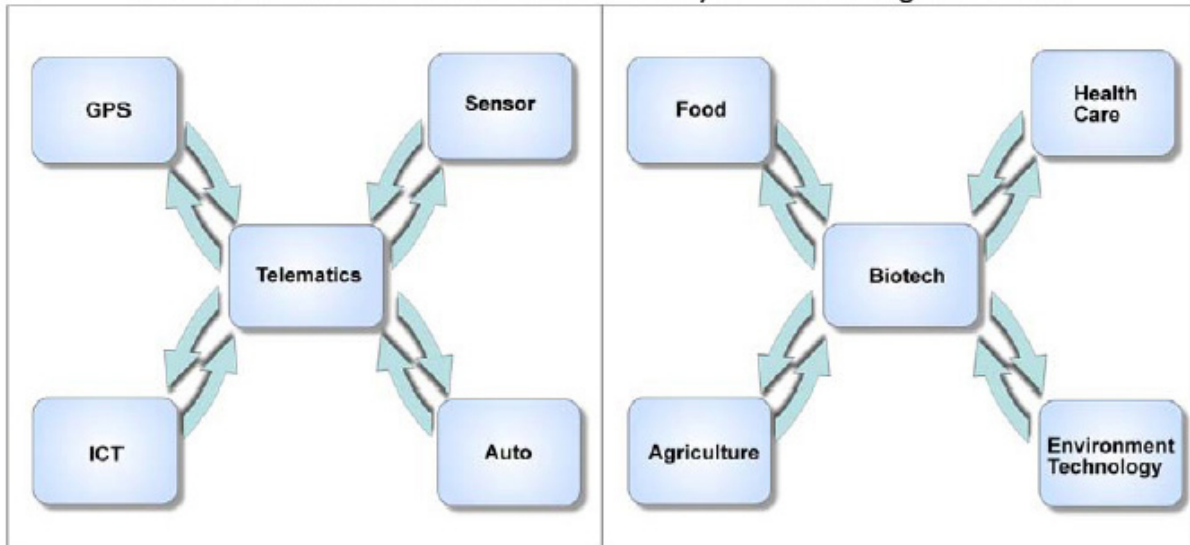 GPS
Sensor
Telematics
ICT
Auto
Food
Health
Care
Biotech
Agriculture
Environment
Technology